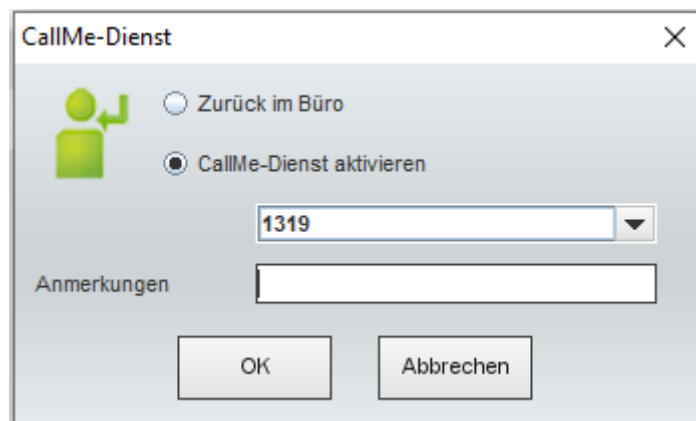 CallMe-Dienst
Zurück im Büro
CallMe-Dienst aktivieren
1319
Anmerkungen
OK
Abbrechen